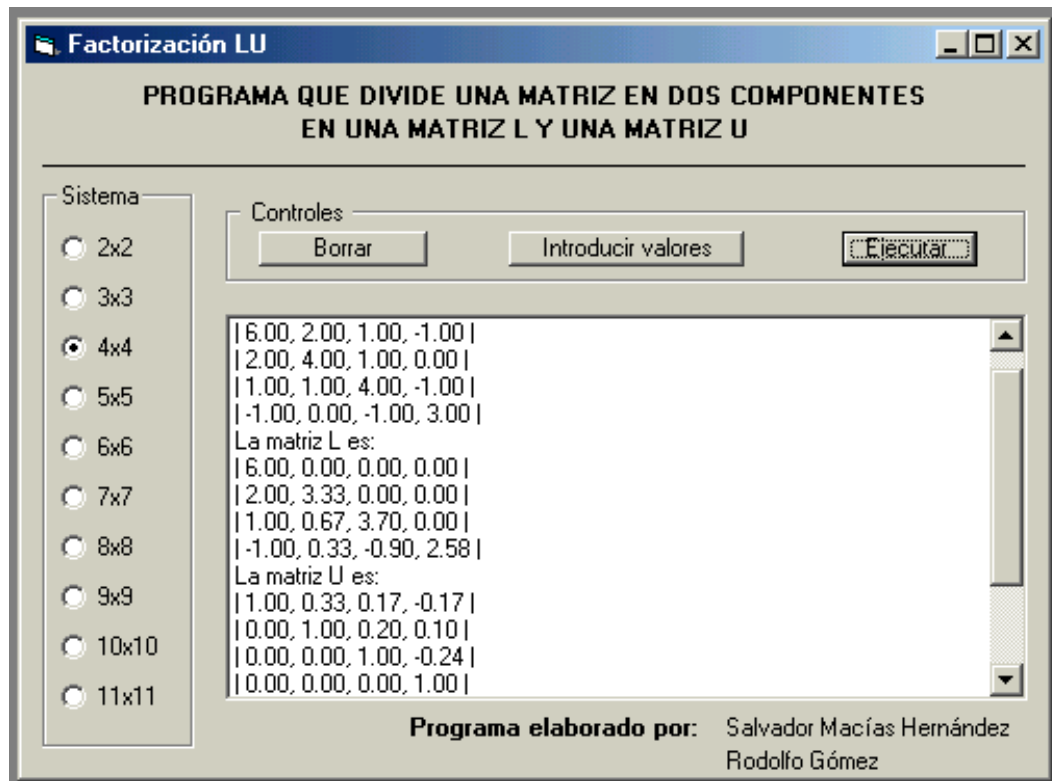 Factorización LU
PROGRAMA QUE DIVIDE UNA MATRIZ EN DOS COMPONENTES
EN UNA MATRIZ L Y UNA MATRIZ U
Sistema
2x2
3x3
4x4
5x5
6x6
7x7
8x8
9x9
10x10
11x11
Controles
Borrar Introducir valores Ejecutar
| 6.00, 2.00, 1.00, -1.00 |
| 2.00, 4.00, 1.00, 0.00 |
| 1.00, 1.00, 4.00, -1.00 |
| -1.00, 0.00, -1.00, 3.00 |
La matriz L es:
| 6.00, 0.00, 0.00, 0.00 |
| 2.00, 3.33, 0.00, 0.00 |
| 1.00, 0.67, 3.70, 0.00 |
| -1.00, 0.33, -0.90, 2.58 |
La matriz U es:
| 1.00, 0.33, 0.17, -0.17 |
| 0.00, 1.00, 0.20, 0.10 |
| 0.00, 0.00, 1.00, -0.24 |
| 0.00, 0.00, 0.00, 1.00 |
Programa elaborado por: Salvador Macías Hernández
Rodolfo Gómez